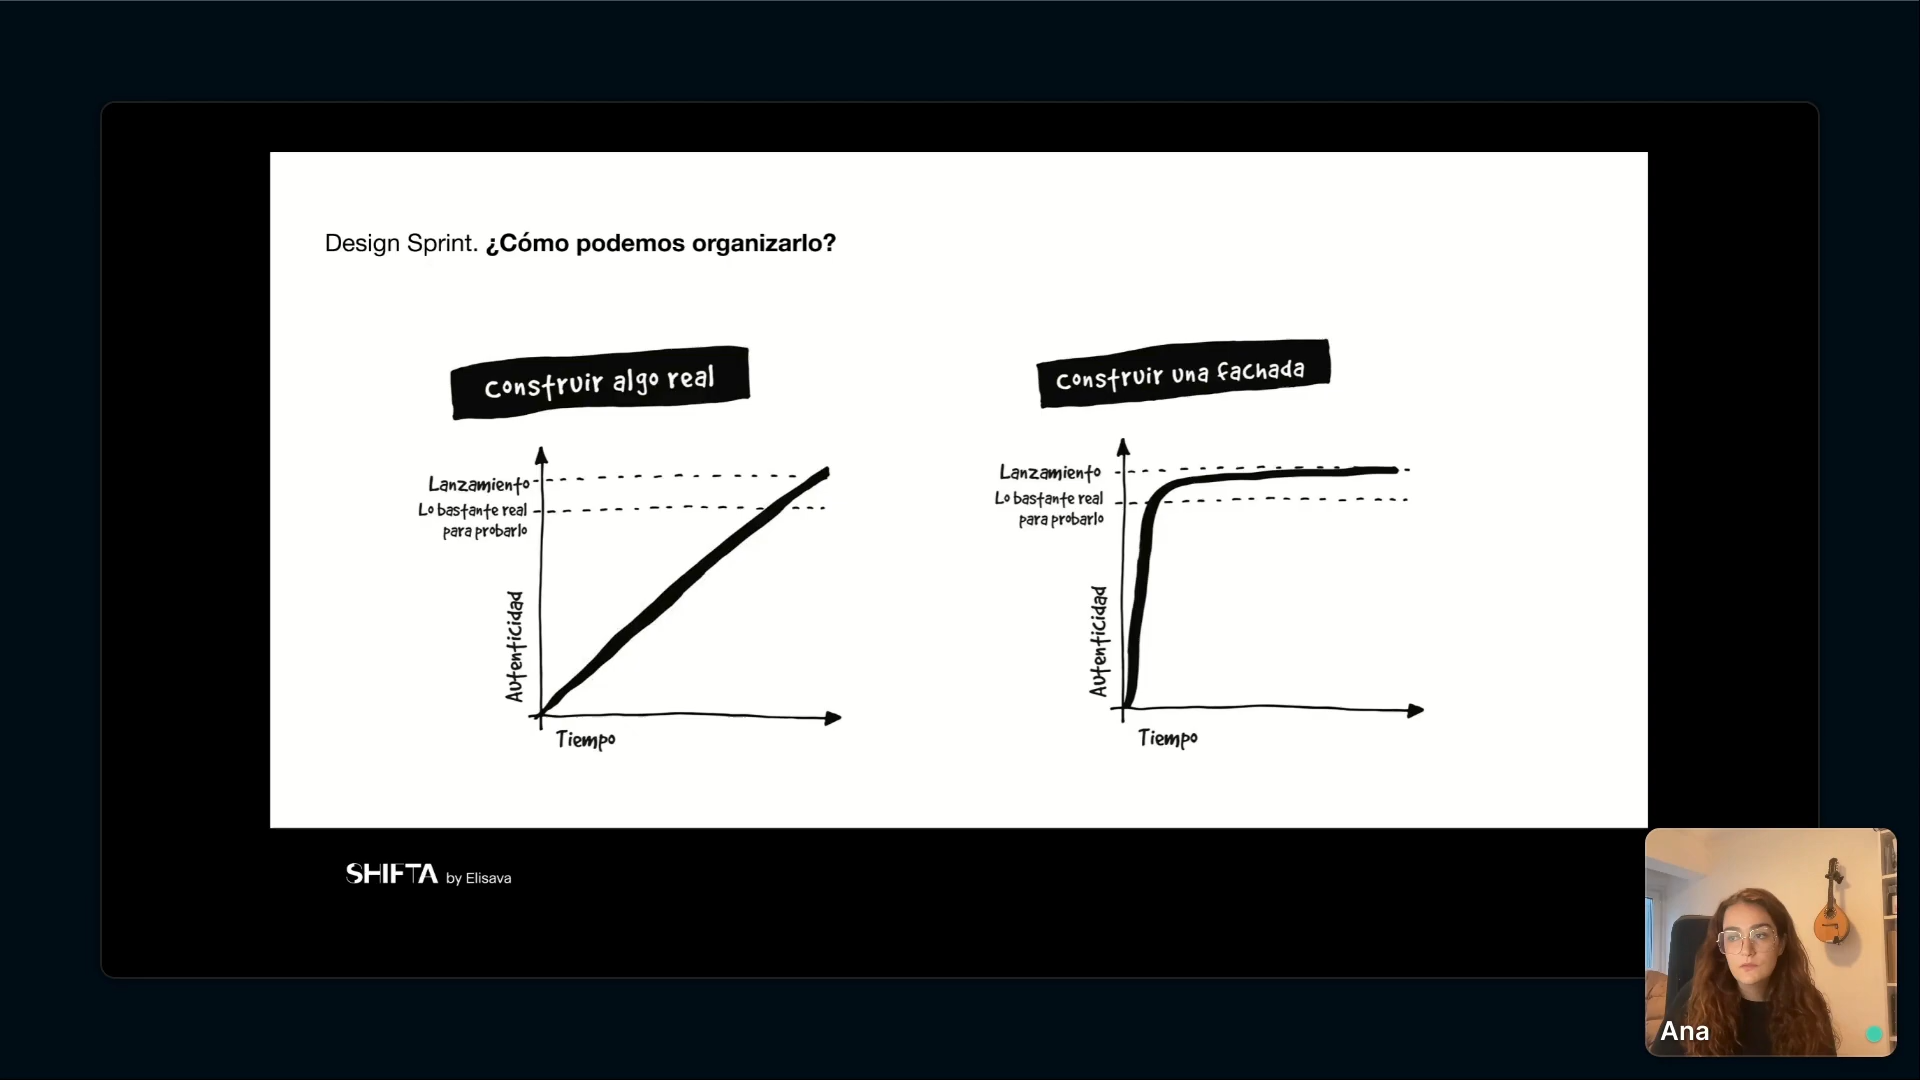 Design Sprint. ¿Cómo podemos organizarlo?
Construir algo real
Lanzamiento
Lo bastante real
para probarlo
Autenticidad
Tiempo
Construir una fachada
Lanzamiento
Lo bastante real
para probarlo
Autenticidad
Tiempo
SHIFTA by Elisava
Ana